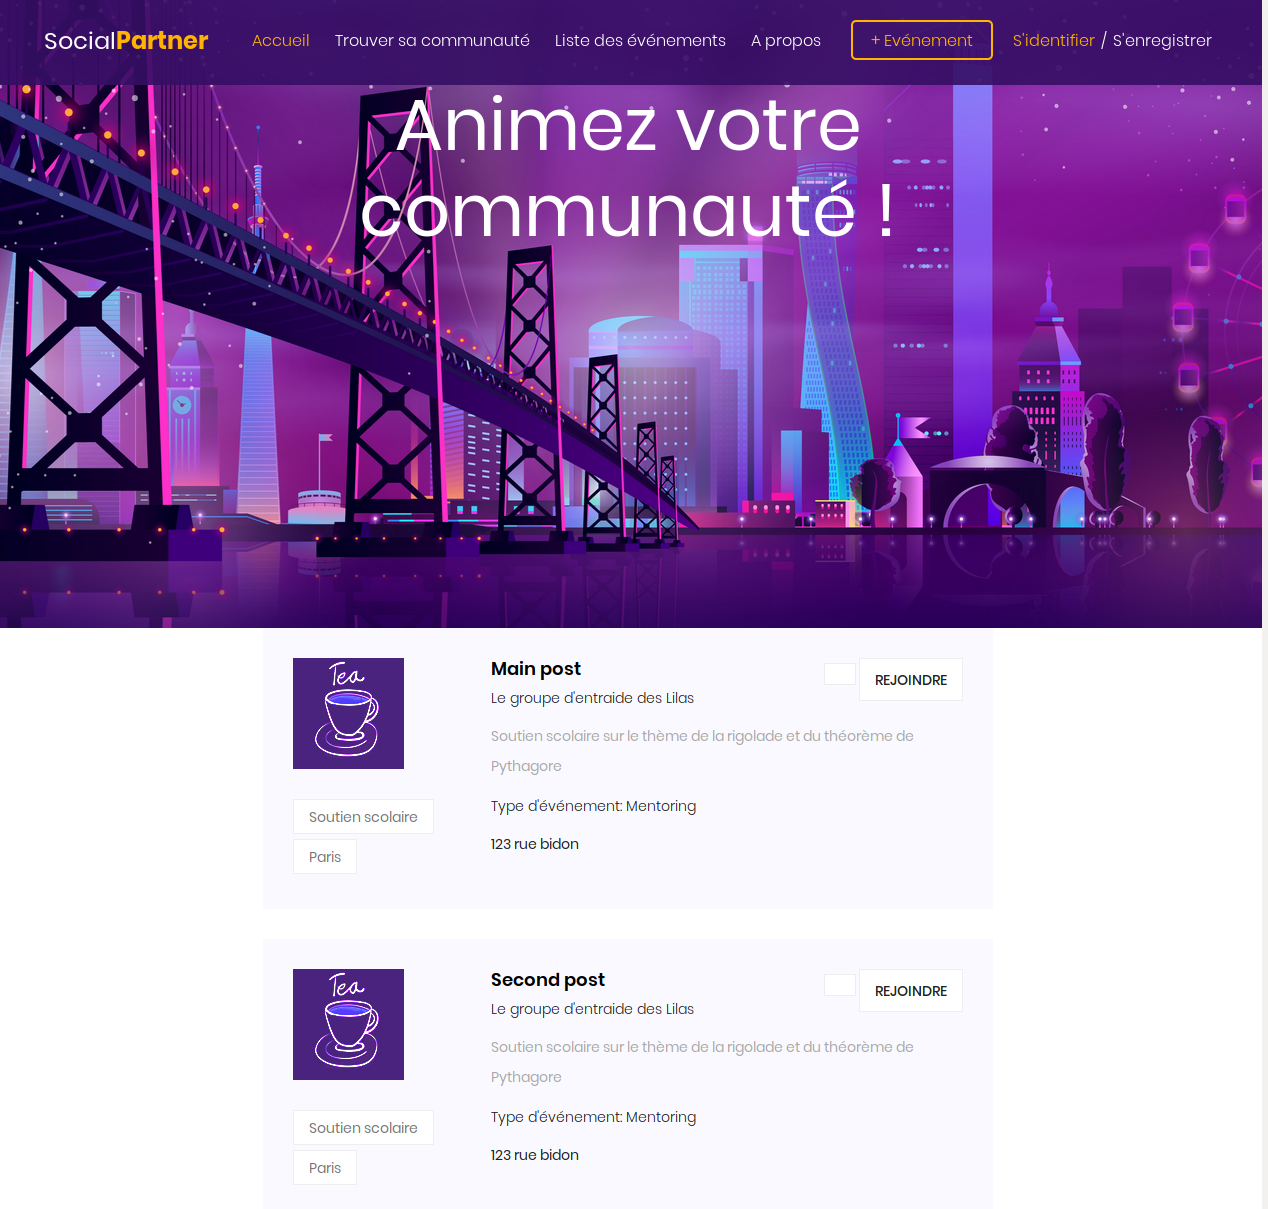 SocialPartner Accueil Trouver sa communauté Liste des événements A propos + Evénement S'identifier / S'enregistrer
Animez votre
communauté !
Tea
Main post
REJOINDRE
Le groupe d'entraide des Lilas
Soutien scolaire sur le thème de la rigolade et du théorème de
Pythagore
Type d'événement: Mentoring
123 rue bidon
Soutien scolaire
Paris
Tea
Second post
REJOINDRE
Le groupe d'entraide des Lilas
Soutien scolaire sur le thème de la rigolade et du théorème de
Pythagore
Type d'événement: Mentoring
123 rue bidon
Soutien scolaire
Paris